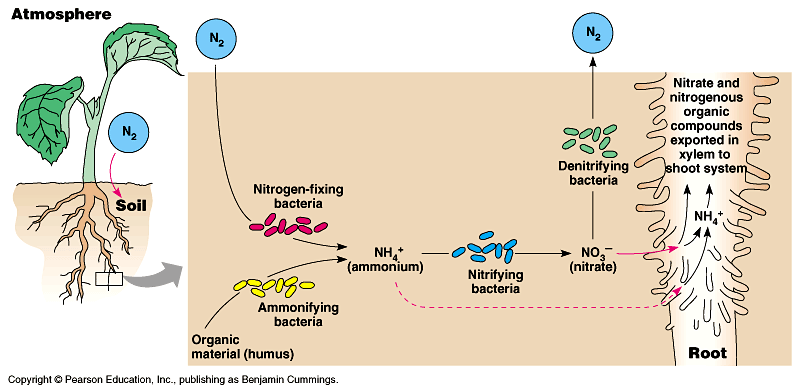 Atmosphere
N₂
Soil
N₂
Nitrogen-fixing
bacteria
Ammonifying
bacteria
Organic
material (humus)
NH₄⁺
(ammonium)
Nitrifying
bacteria
N₂
Denitrifying
bacteria
NO₃⁻
(nitrate)
Nitrate and
nitrogenous
organic
compounds
exported in
xylem to
shoot system
NH₄⁺
Root
Copyright © Pearson Education, Inc., publishing as Benjamin Cummings.